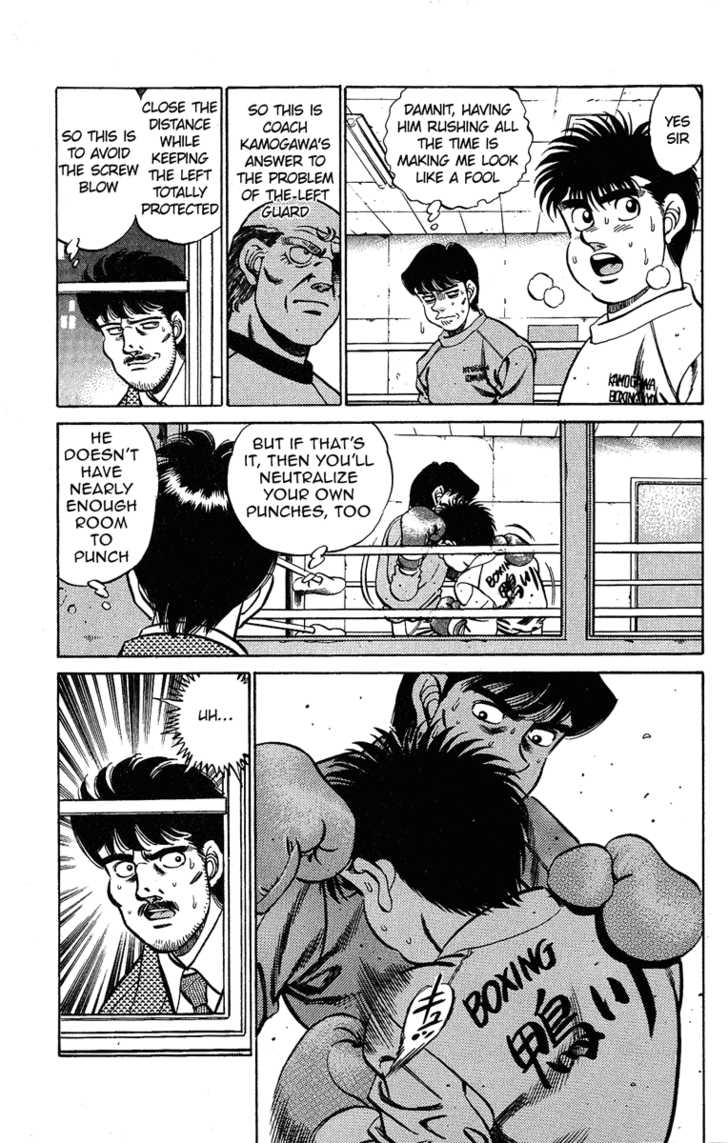 YES
SIR
DAMNIT, HAVING
HIM RUSHING ALL
THE TIME IS
MAKING ME LOOK
LIKE A FOOL
KAMOGAWA
SO THIS IS
COACH
KAMOGAWA'S
ANSWER TO
THE PROBLEM
OF THE LEFT
GUARD
CLOSE THE
DISTANCE
WHILE
KEEPING
THE LEFT
TOTALLY
PROTECTED
SO THIS IS
TO AVOID
THE SCREW
BLOW
BUT IF THAT'S
IT, THEN YOU'LL
NEUTRALIZE
YOUR OWN
PUNCHES, TOO
HE
DOESN'T
HAVE
NEARLY
ENOUGH
ROOM
TO
PUNCH
UH...
BOXING
鴨川
キュ